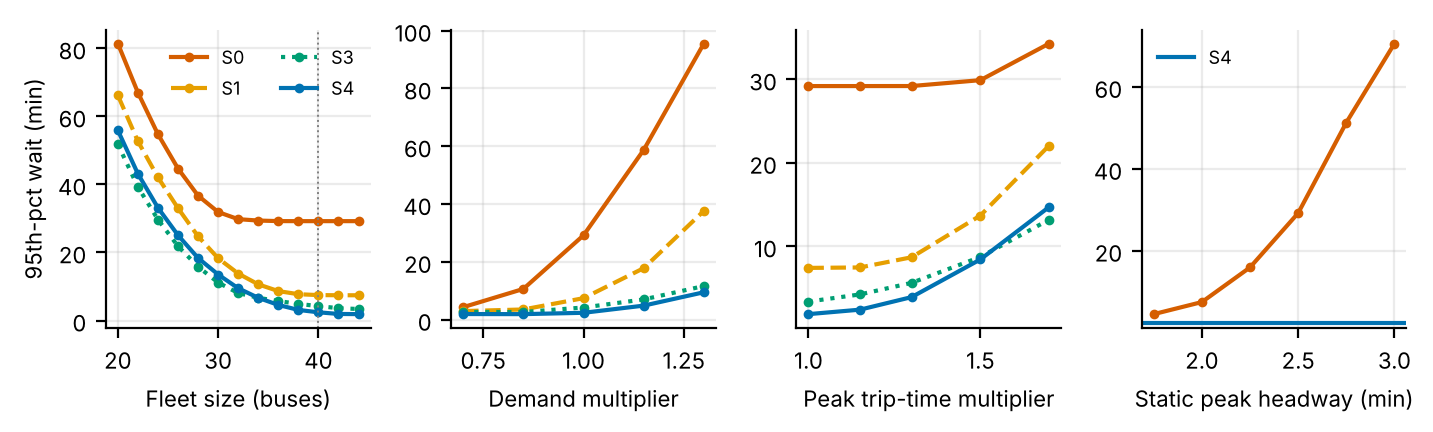 95th-pct wait (min)
80
60
40
20
0
S0
S1
S3
S4
20
30
40
Fleet size (buses)
100
80
60
40
20
0
0.75
1.00
1.25
Demand multiplier
30
20
10
1.0
1.5
Peak trip-time multiplier
60
40
20
S4
2.0
2.5
3.0
Static peak headway (min)